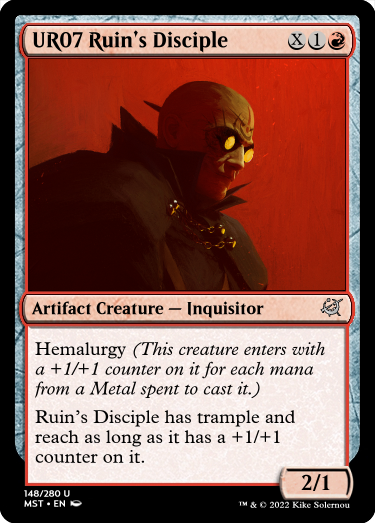 UR07 Ruin's Disciple X 1
Artifact Creature — Inquisitor
Hemalurgy (This creature enters with
a +1/+1 counter on it for each mana
from a Metal spent to cast it.)
Ruin's Disciple has trample and
reach as long as it has a +1/+1
counter on it.
2/1
148/280 U
MST • EN
™ & © 2022 Kike Solernou